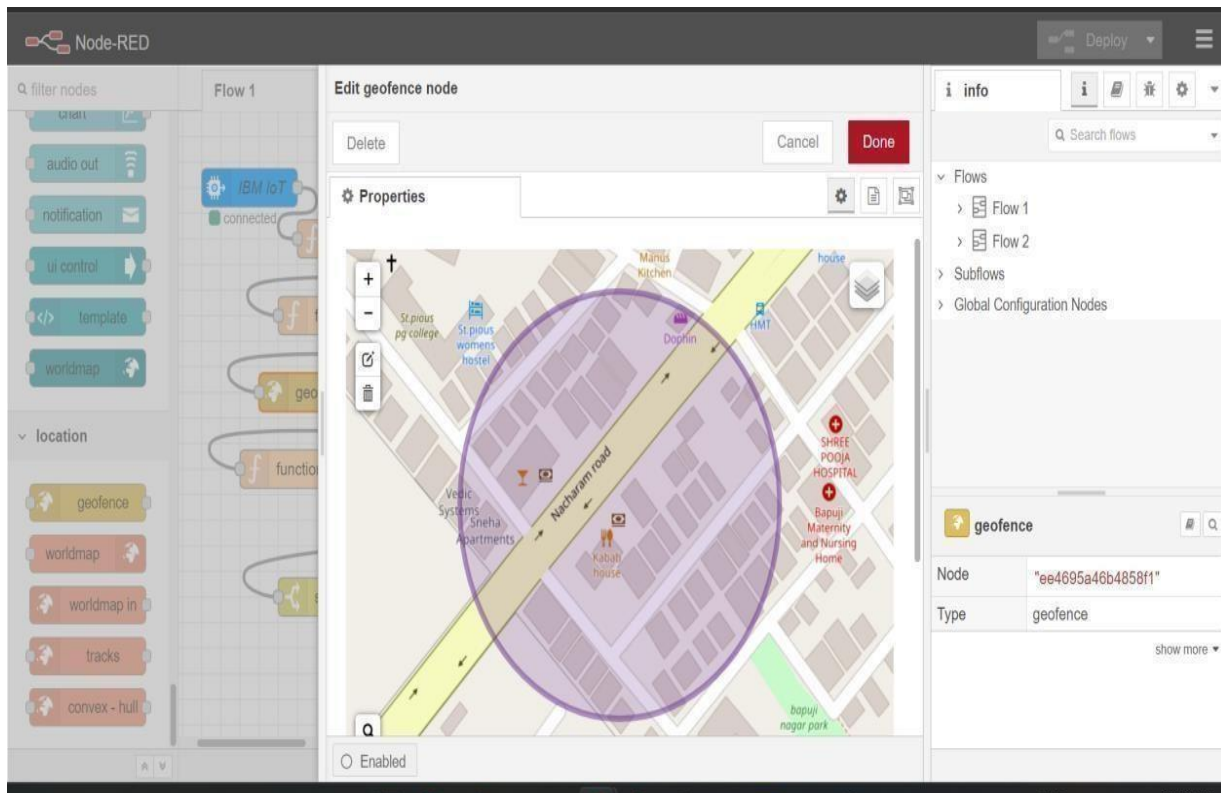 Node-RED
Deploy
filter nodes
chart
audio out
notification
ui control
template
worldmap
location
geofence
worldmap
worldmap in
tracks
convex - hull
Flow 1
IBM IoT
connected
f
f
f
geo
f
function
s
Edit geofence node
Delete
Cancel
Done
Properties
+
−
Manus
Kitchen
house
St.pious
pg college
St pious
womens
hostel
Dophin
HMT
SHREE
POOJA
HOSPITAL
Nacharam road
Vedic
Systems
Sneha
Apartments
Kabab
house
Bapuji
Maternity
and Nursing
Home
bapuji
nagar park
Enabled
i info
i
Search flows
Flows
Flow 1
Flow 2
Subflows
Global Configuration Nodes
geofence
Node "ee4695a46b4858f1"
Type geofence
show more